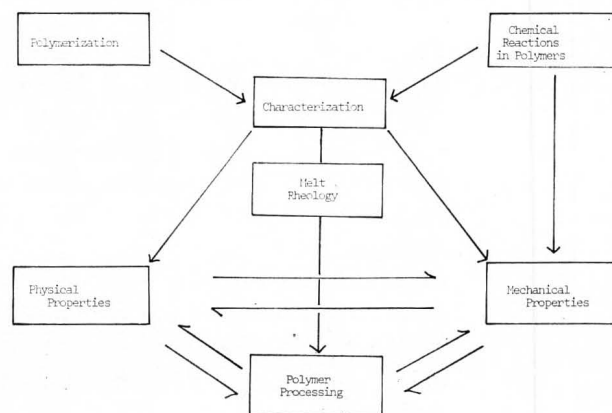 Polymerization
Chemical
Reactions
in Polymers
Characterization
Melt
Rheology
Physical
Properties
Mechanical
Properties
Polymer
Processing